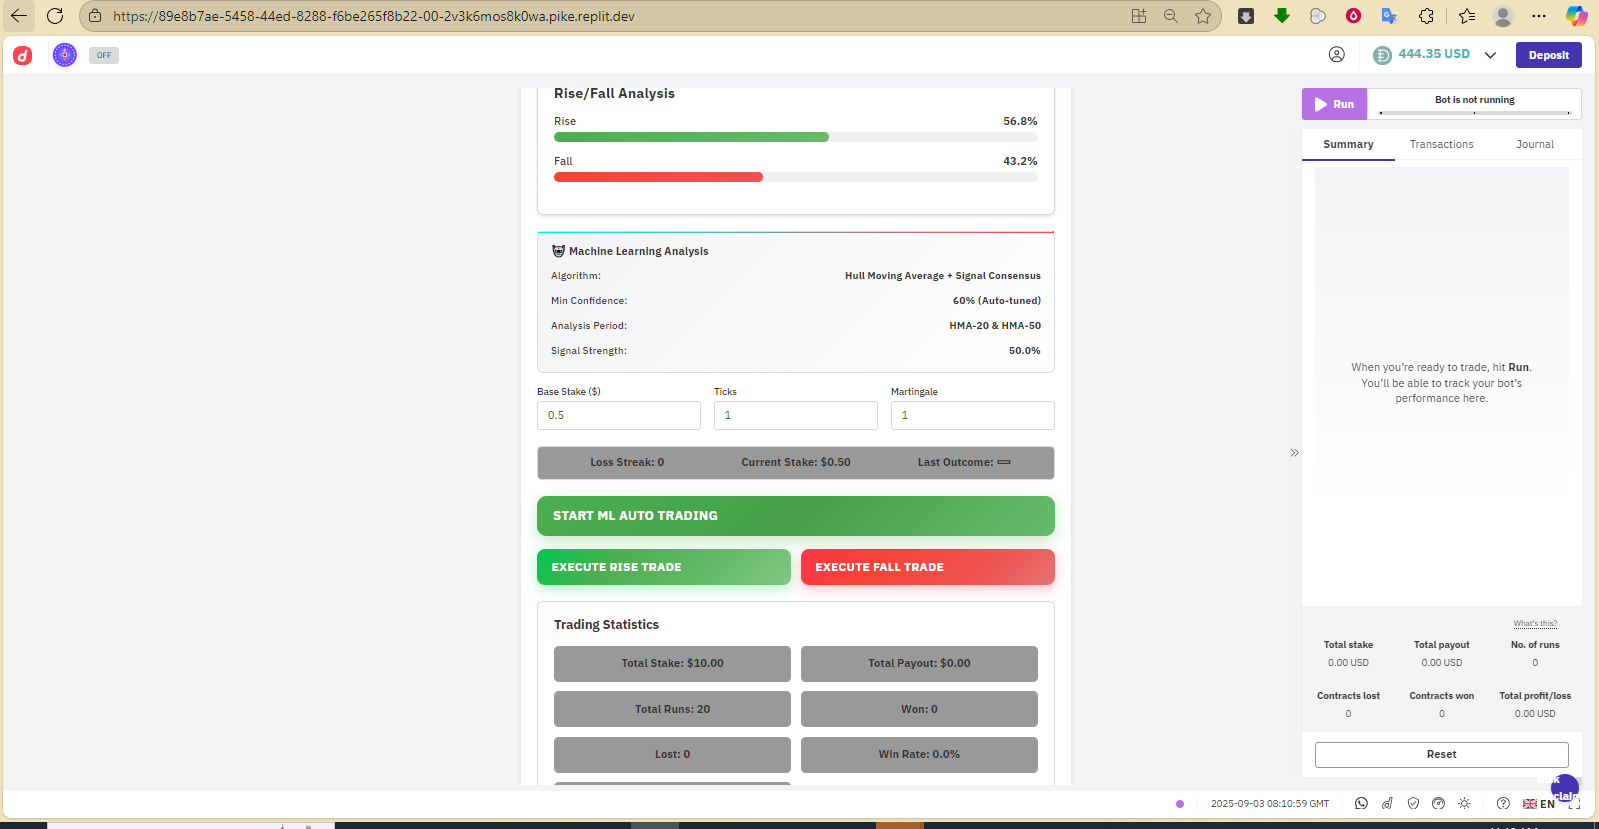 https://89e8b7ae-5458-44ed-8288-f6be265f8b22-00-2v3k6mos8k0wa.pike.replit.dev
OFF
444.35 USD
Deposit
Rise/Fall Analysis
Rise 56.8%
Fall 43.2%
Machine Learning Analysis
Algorithm: Hull Moving Average + Signal Consensus
Min Confidence: 60% (Auto-tuned)
Analysis Period: HMA-20 & HMA-50
Signal Strength: 50.0%
Base Stake ($) Ticks Martingale
0.5 1 1
Loss Streak: 0 Current Stake: $0.50 Last Outcome:
START ML AUTO TRADING
EXECUTE RISE TRADE EXECUTE FALL TRADE
Trading Statistics
Total Stake: $10.00 Total Payout: $0.00
Total Runs: 20 Won: 0
Lost: 0 Win Rate: 0.0%
Run
Bot is not running
Summary Transactions Journal
When you're ready to trade, hit Run.
You'll be able to track your bot's
performance here.
What's this?
Total stake Total payout No. of runs
0.00 USD 0.00 USD 0
Contracts lost Contracts won Total profit/loss
0 0 0.00 USD
Reset
2025-09-03 08:10:59 GMT
EN